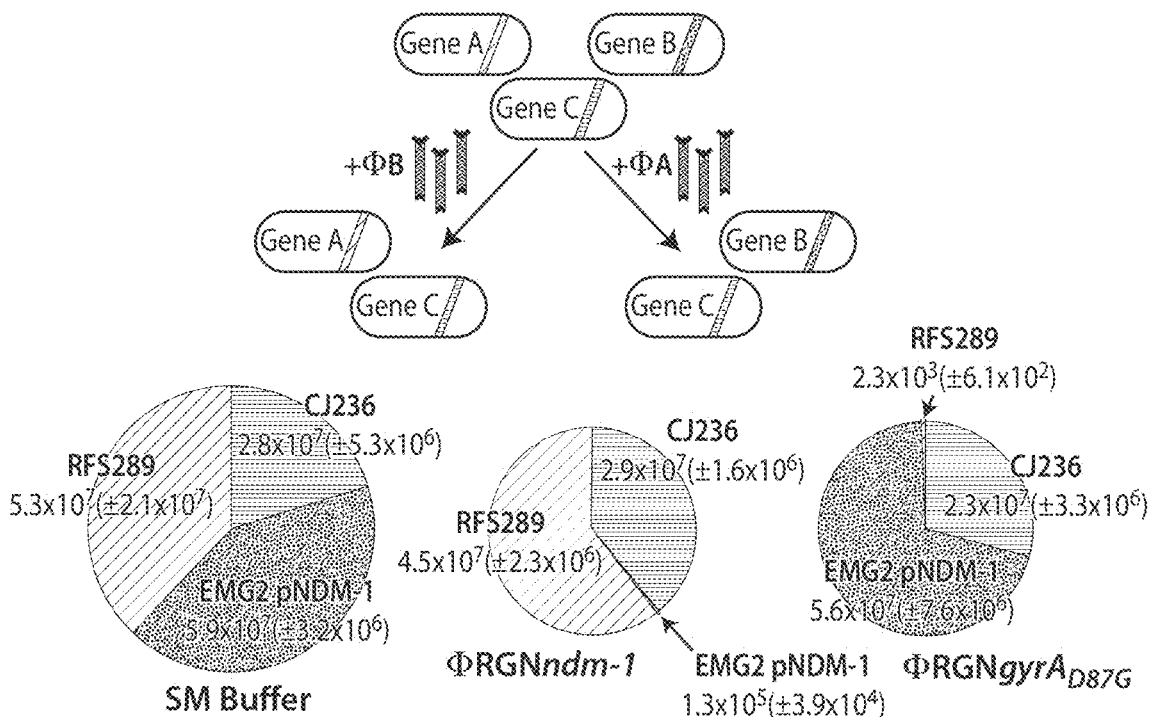 Gene A
Gene B
Gene C
+ΦB
+ΦA
Gene A
Gene C
Gene B
Gene C
RFS289
5.3x10⁷(±2.1x10⁷)
CJ236
2.8x10⁷(±5.3x10⁶)
EMG2 pNDM-1
5.9x10⁷(±3.2x10⁶)
SM Buffer
CJ236
2.9x10⁷(±1.6x10⁶)
RFS289
4.5x10⁷(±2.3x10⁶)
EMG2 pNDM-1
1.3x10⁵(±3.9x10⁴)
ΦRGNndm-1
RFS289
2.3x10³(±6.1x10²)
CJ236
2.3x10⁷(±3.3x10⁶)
EMG2 pNDM-1
5.6x10⁷(±7.6x10⁶)
ΦRGNgyrA_D87G